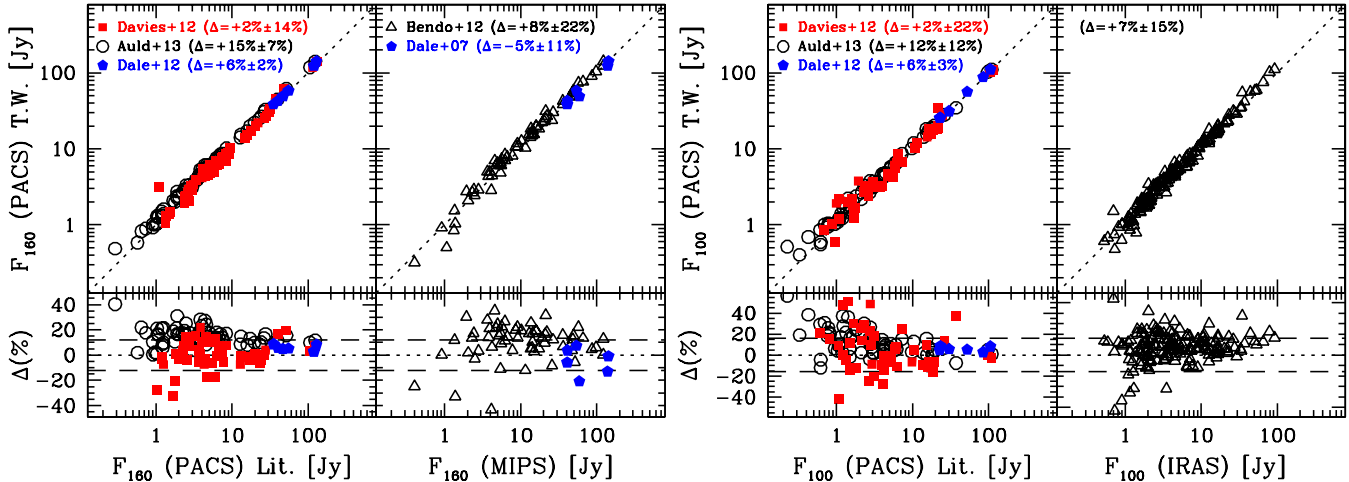 F160 (PACS) T.W. [Jy]
100
10
1
Davies+12 (Δ=+2%±14%)
Auld+13 (Δ=+15%±7%)
Dale+12 (Δ=+6%±2%)
Bendo+12 (Δ=+8%±22%)
Dale+07 (Δ=−5%±11%)
Δ(%)
40
20
0
−20
−40
1 10 100
1 10 100
F160 (PACS) Lit. [Jy]
F160 (MIPS) [Jy]
F100 (PACS) T.W. [Jy]
100
10
1
Davies+12 (Δ=+2%±22%)
Auld+13 (Δ=+12%±12%)
Dale+12 (Δ=+6%±3%)
(Δ=+7%±15%)
Δ(%)
40
20
0
−20
−40
1 10 100
1 10 100
F100 (PACS) Lit. [Jy]
F100 (IRAS) [Jy]